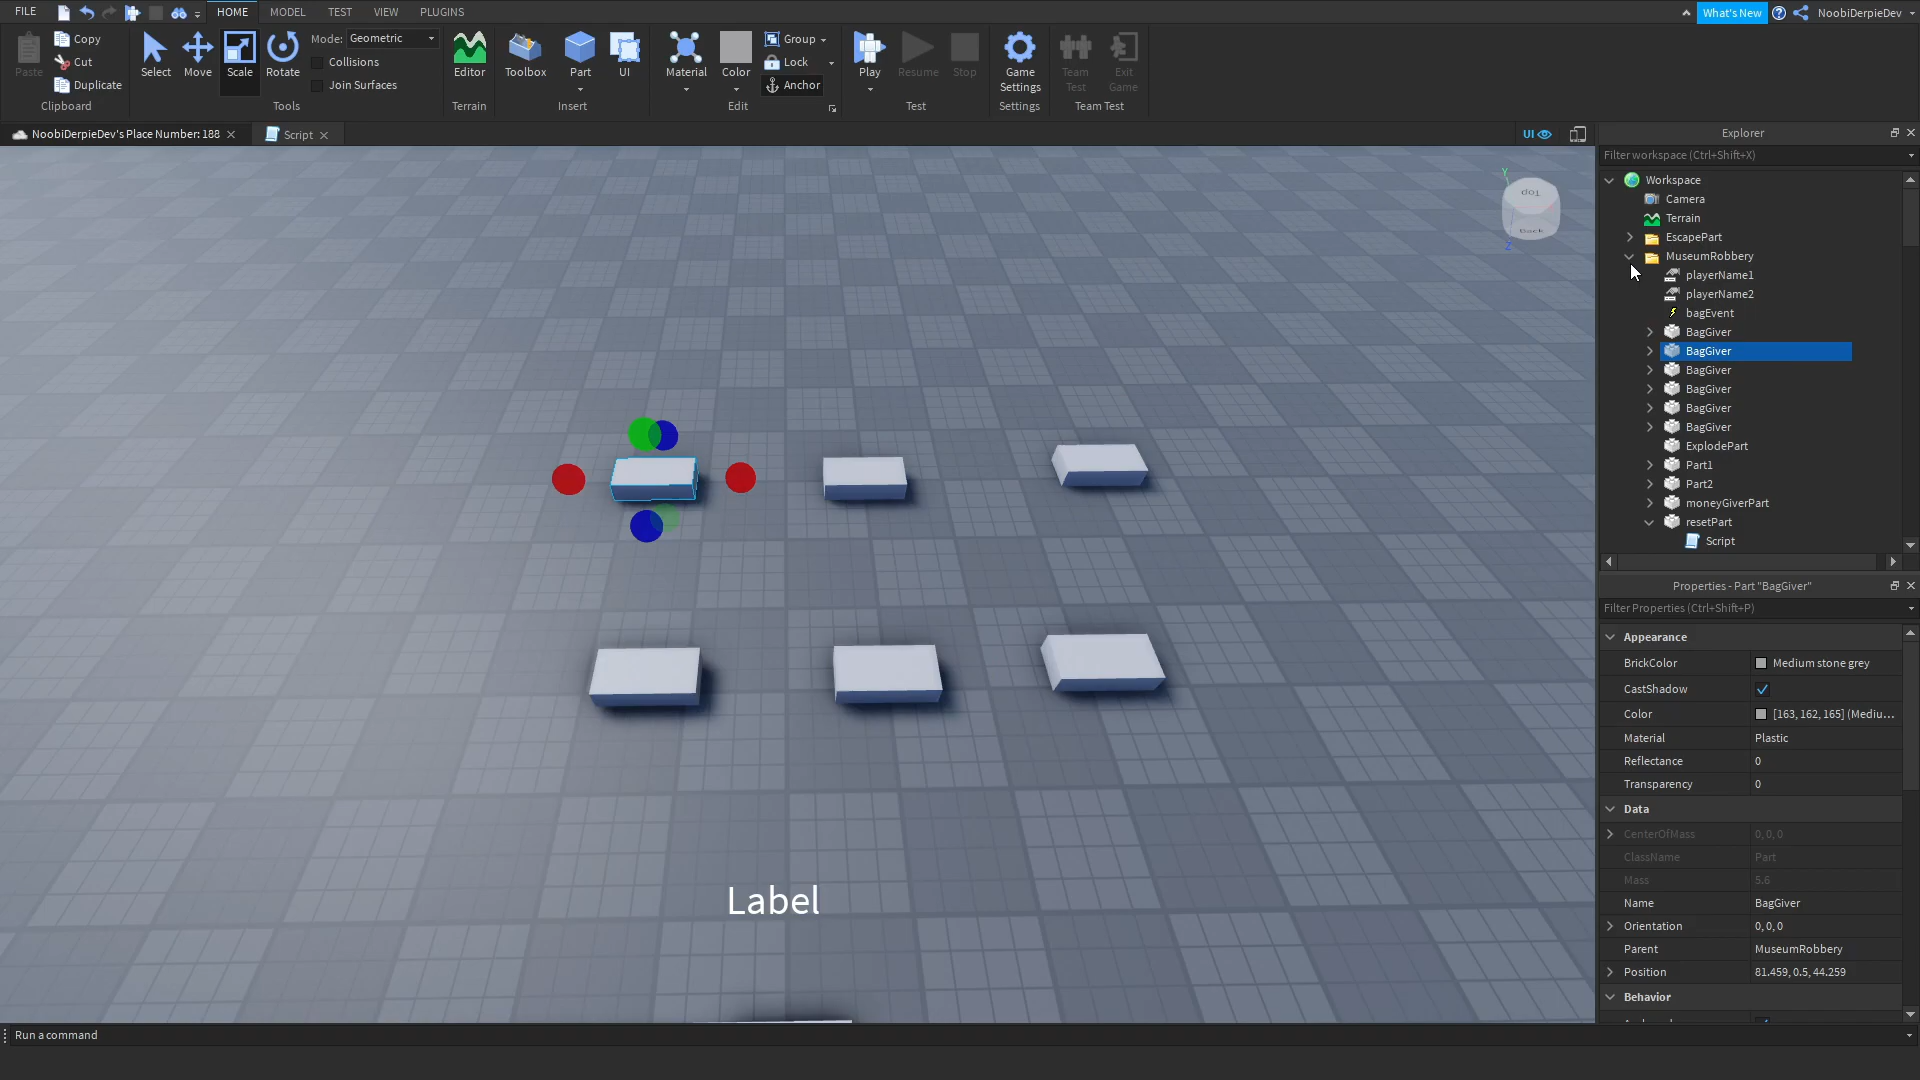 FILE HOME MODEL TEST VIEW PLUGINS What's New NoobiDerpieDev
Paste Copy Cut Duplicate
Clipboard
Select Move Scale Rotate Mode: Geometric
Collisions
Join Surfaces
Tools
Editor
Terrain
Toolbox Part UI
Insert
Material Color Group Lock Anchor
Edit
Play Resume Stop
Test
Game Settings
Settings
Team Test Exit Game
Team Test
NoobiDerpieDev's Place Number: 188 Script UI
Explorer
Filter workspace (Ctrl+Shift+X)
Workspace
Camera
Terrain
EscapePart
MuseumRobbery
playerName1
playerName2
bagEvent
BagGiver
BagGiver
BagGiver
BagGiver
BagGiver
BagGiver
ExplodePart
Part1
Part2
moneyGiverPart
resetPart
Script
Y
Top
Back
Z
Label
Properties - Part "BagGiver"
Filter Properties (Ctrl+Shift+P)
Appearance
BrickColor Medium stone grey
CastShadow
Color [163, 162, 165] (Mediu...
Material Plastic
Reflectance 0
Transparency 0
Data
CenterOfMass 0, 0, 0
ClassName Part
Mass 5.6
Name BagGiver
Orientation 0, 0, 0
Parent MuseumRobbery
Position 81.459, 0.5, 44.259
Behavior
Run a command